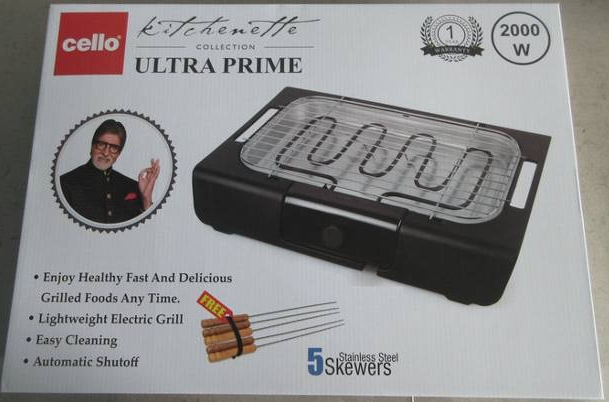 cello
kitchenette
COLLECTION
ULTRA PRIME
1
WARRANTY
2000
W
• Enjoy Healthy Fast And Delicious
Grilled Foods Any Time.
• Lightweight Electric Grill
• Easy Cleaning
• Automatic Shutoff
FREE
5 Stainless Steel
Skewers